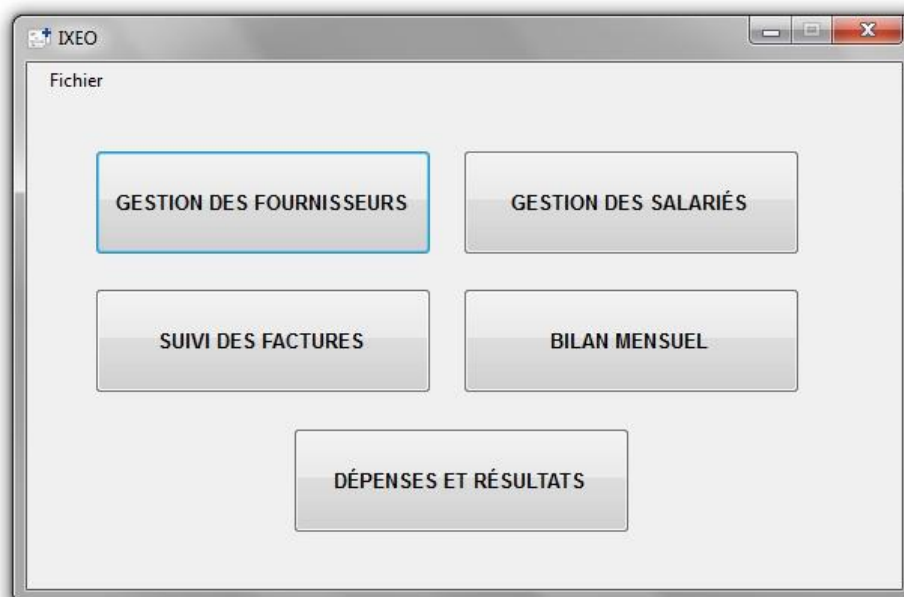 IXEO
Fichier
GESTION DES FOURNISSEURS
GESTION DES SALARIÉS
SUIVI DES FACTURES
BILAN MENSUEL
DÉPENSES ET RÉSULTATS